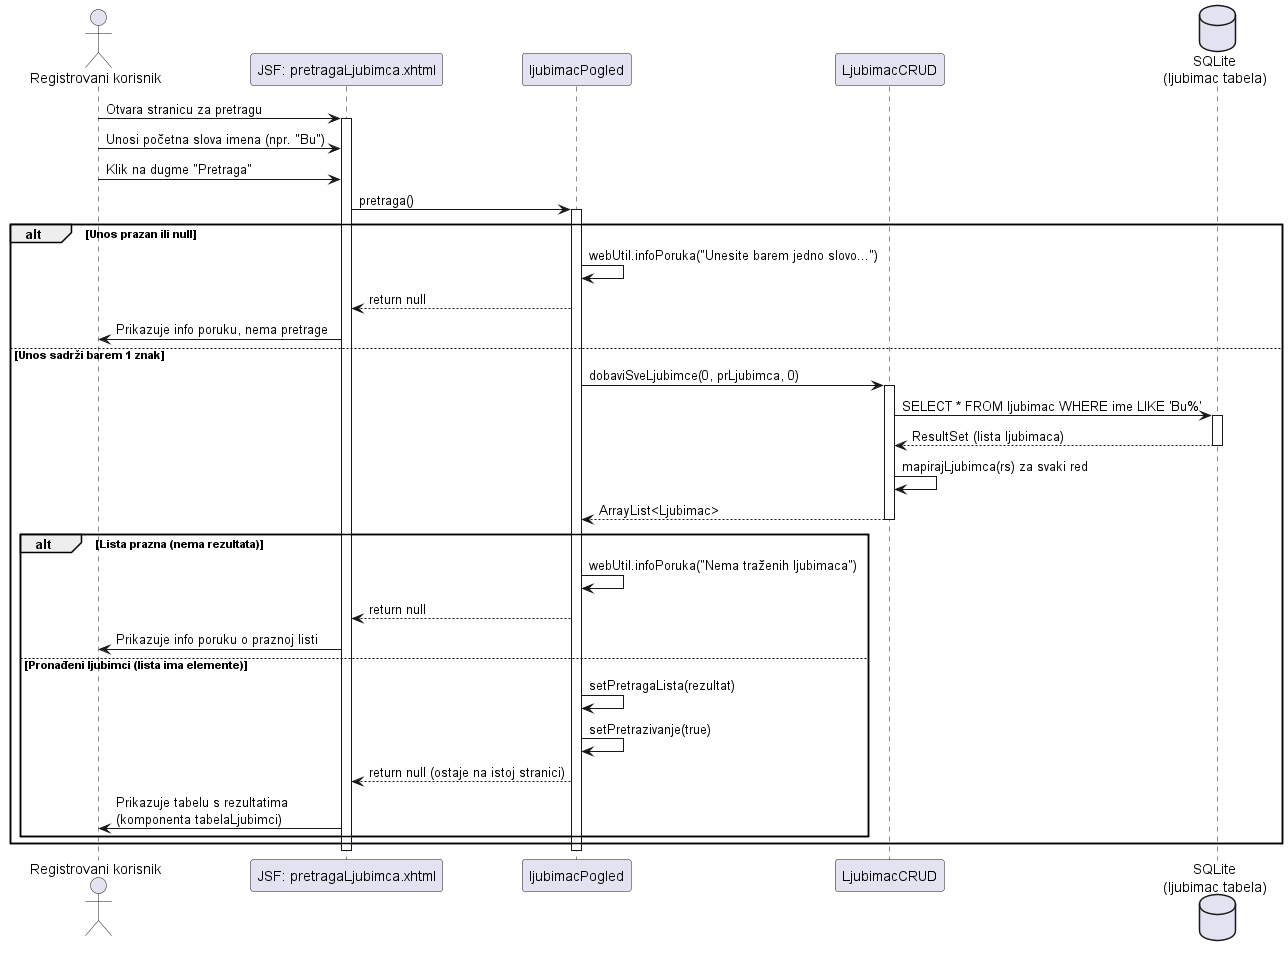 Registrovani korisnik
JSF: pretragaLjubimca.xhtml
ljubimacPogled
LjubimacCRUD
SQLite
(ljubimac tabela)
Otvara stranicu za pretragu
Unosi početna slova imena (npr. "Bu")
Klik na dugme "Pretraga"
pretraga()
alt
[Unos prazan ili null]
webUtil.infoPoruka("Unesite barem jedno slovo...")
return null
Prikazuje info poruku, nema pretrage
[Unos sadrži barem 1 znak]
dobaviSveLjubimce(0, prLjubimca, 0)
SELECT * FROM ljubimac WHERE ime LIKE 'Bu%'
ResultSet (lista ljubimaca)
mapirajLjubimca(rs) za svaki red
ArrayList<Ljubimac>
alt
[Lista prazna (nema rezultata)]
webUtil.infoPoruka("Nema traženih ljubimaca")
return null
Prikazuje info poruku o praznoj listi
[Pronađeni ljubimci (lista ima elemente)]
setPretragaLista(rezultat)
setPretrazivanje(true)
return null (ostaje na istoj stranici)
Prikazuje tabelu s rezultatima
(komponenta tabelaLjubimci)
Registrovani korisnik
JSF: pretragaLjubimca.xhtml
ljubimacPogled
LjubimacCRUD
SQLite
(ljubimac tabela)